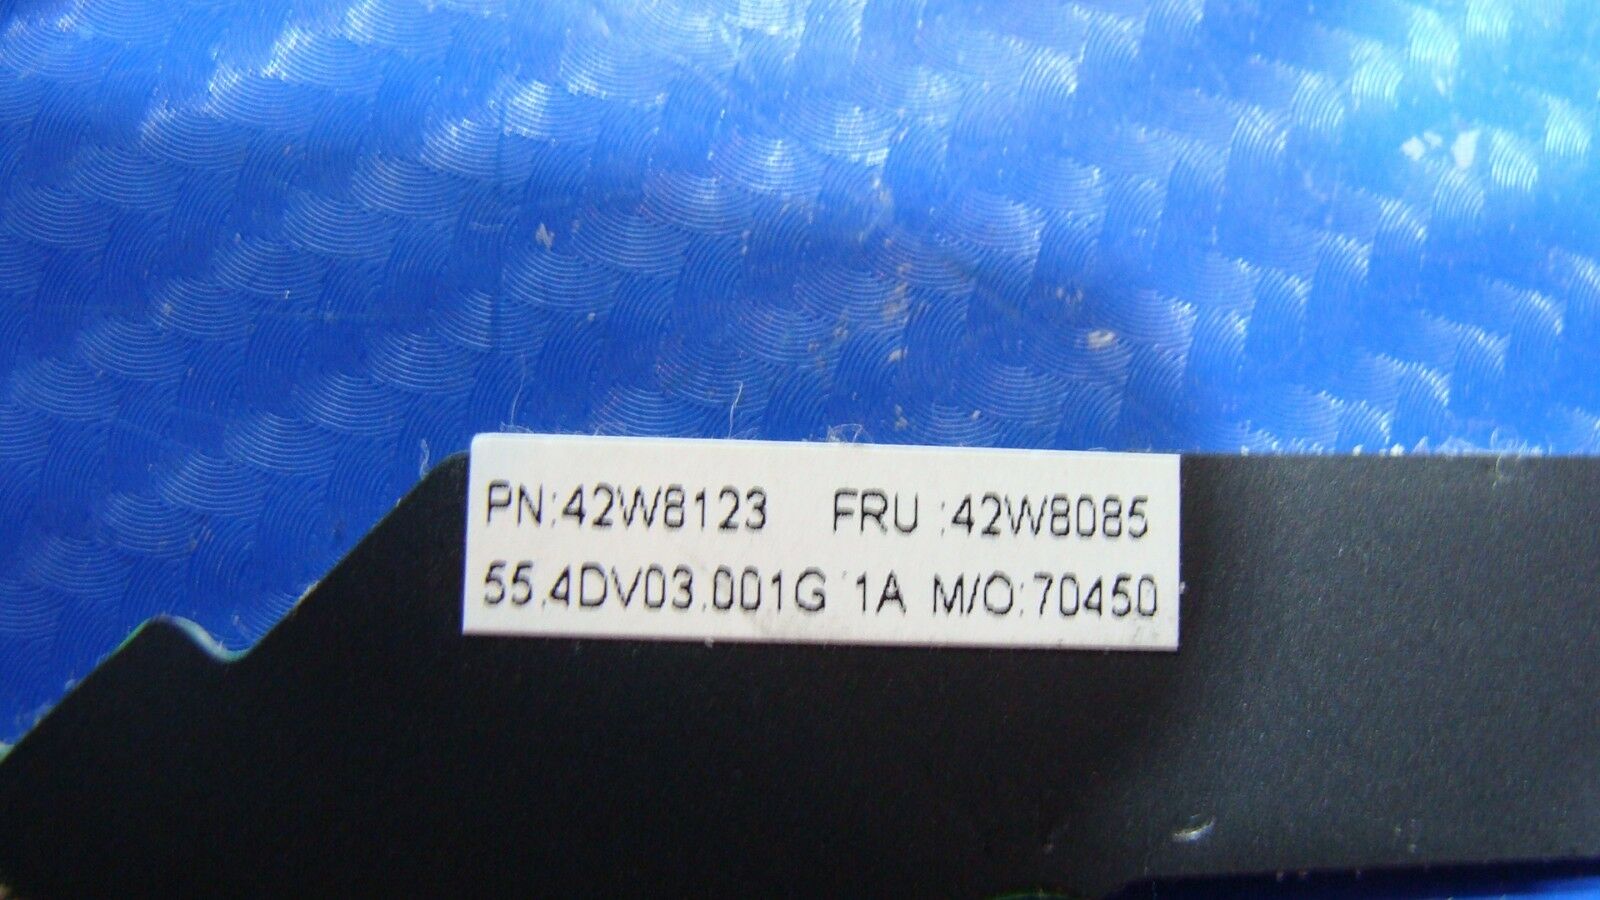 PN:42W8123 FRU :42W8085
55.4DV03.001G 1A M/O:70450